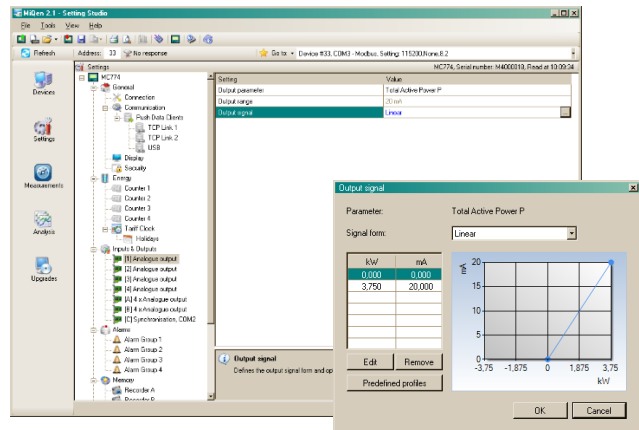 MiQen 2.1 - Setting Studio
File Tools View Help
Refresh Address: 33 No response Go to: Device #33, COM3 - Modbus, Setting: 115200,None,8,2
Settings MC774, Serial number: M4000018, Read at 10:09:34
Devices
Settings
Measurements
Analysis
Upgrades
MC774
General
Connection
Communication
Push Data Clients
TCP Link 1
TCP Link 2
USB
Display
Security
Energy
Counter 1
Counter 2
Counter 3
Counter 4
Tariff Clock
Holidays
Inputs & Outputs
[1] Analogue output
[2] Analogue output
[3] Analogue output
[4] Analogue output
[A] 4 x Analogue output
[B] 4 x Analogue output
[C] Synchronisation, COM2
Alarms
Alarm Group 1
Alarm Group 2
Alarm Group 3
Alarm Group 4
Memory
Recorder A
Setting Value
Output parameter Total Active Power P
Output range 20 mA
Output signal Linear ...
Output signal
Defines the output signal form and op
Output signal
Parameter: Total Active Power P
Signal form: Linear
kW mA
0,000 0,000
3,750 20,000
Edit Remove
Predefined profiles
mA
20
15
10
5
0
-3,75 -1,875 0 1,875 3,75
kW
OK Cancel